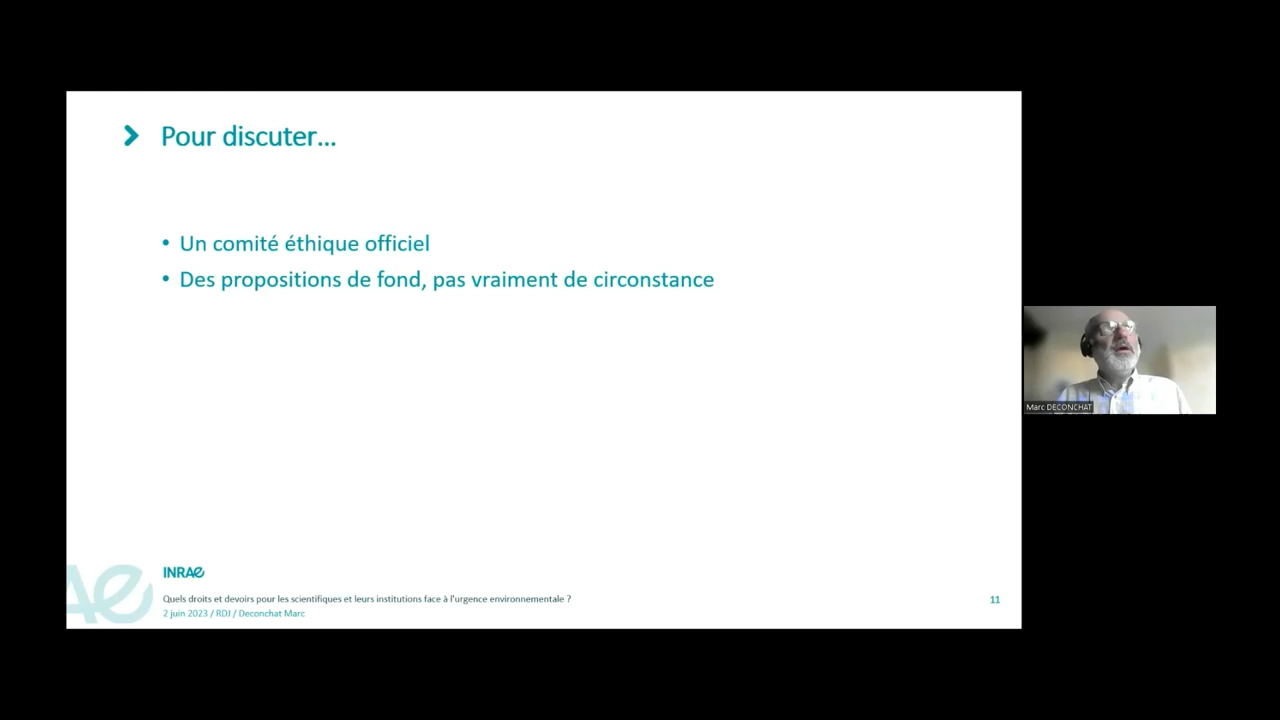 Pour discuter...
• Un comité éthique officiel
• Des propositions de fond, pas vraiment de circonstance
Marc DECONCHAT
INRAE
Quels droits et devoirs pour les scientifiques et leurs institutions face à l'urgence environnementale ?
2 juin 2023 / RDJ / Deconchat Marc
11